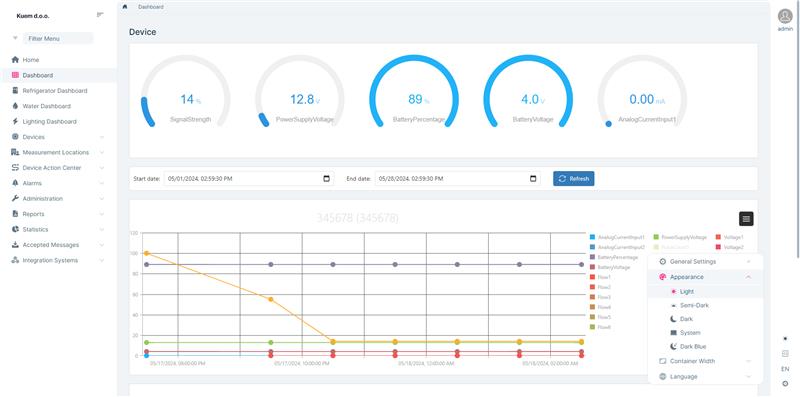 Kuem d.o.o.
Filter Menu
Home
Dashboard
Refrigerator Dashboard
Water Dashboard
Lighting Dashboard
Devices
Measurement Locations
Device Action Center
Alarms
Administration
Reports
Statistics
Accepted Messages
Integration Systems
Dashboard
admin
Device
14 %
SignalStrength
12.8 V
PowerSupplyVoltage
89 %
BatteryPercentage
4.0 V
BatteryVoltage
0.00 mA
AnalogCurrentInput1
Start date: 05/01/2024, 02:59:30 PM
End date: 05/28/2024, 02:59:30 PM
Refresh
345678 (345678)
120
100
80
60
40
20
0
05/17/2024, 08:00:00 PM
05/17/2024, 10:00:00 PM
05/18/2024, 12:00:00 AM
05/18/2024, 02:00:00 AM
AnalogCurrentInput1
AnalogCurrentInput2
BatteryPercentage
BatteryVoltage
Flow1
Flow2
Flow3
Flow4
Flow5
Flow6
PowerSupplyVoltage
Voltage1
Voltage2
General Settings
Appearance
Light
Semi-Dark
Dark
System
Dark Blue
Container Width
Language
EN